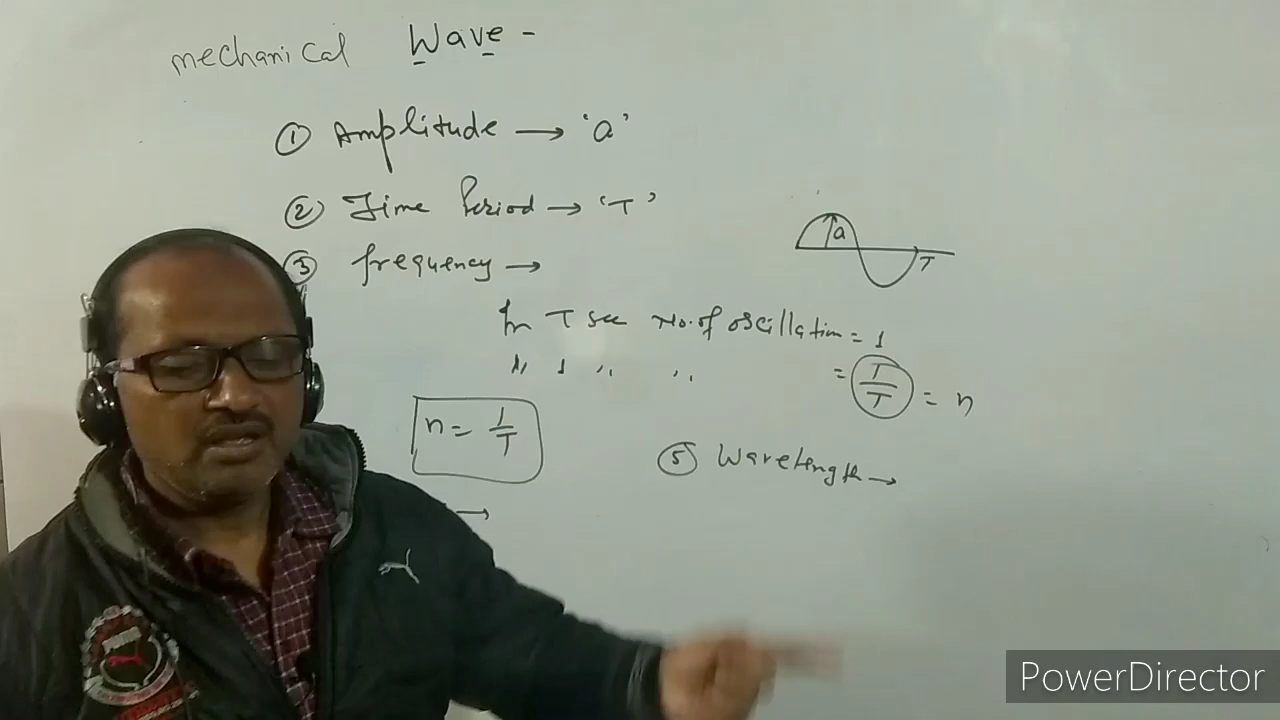 mechanical Wave -
① Amplitude → 'a'
② Time Period → 'T'
③ frequency →
a
T
In T sec No. of oscillation = 1
,, 1 ,, ,, = 1/T = n
n = 1/T
⑤ Wavelength →
→
PowerDirector